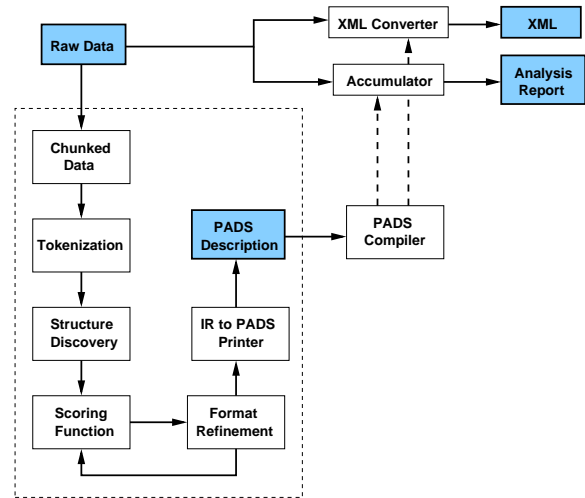 Raw Data
XML Converter
XML
Accumulator
Analysis
Report
Chunked
Data
Tokenization
PADS
Description
PADS
Compiler
Structure
Discovery
IR to PADS
Printer
Scoring
Function
Format
Refinement